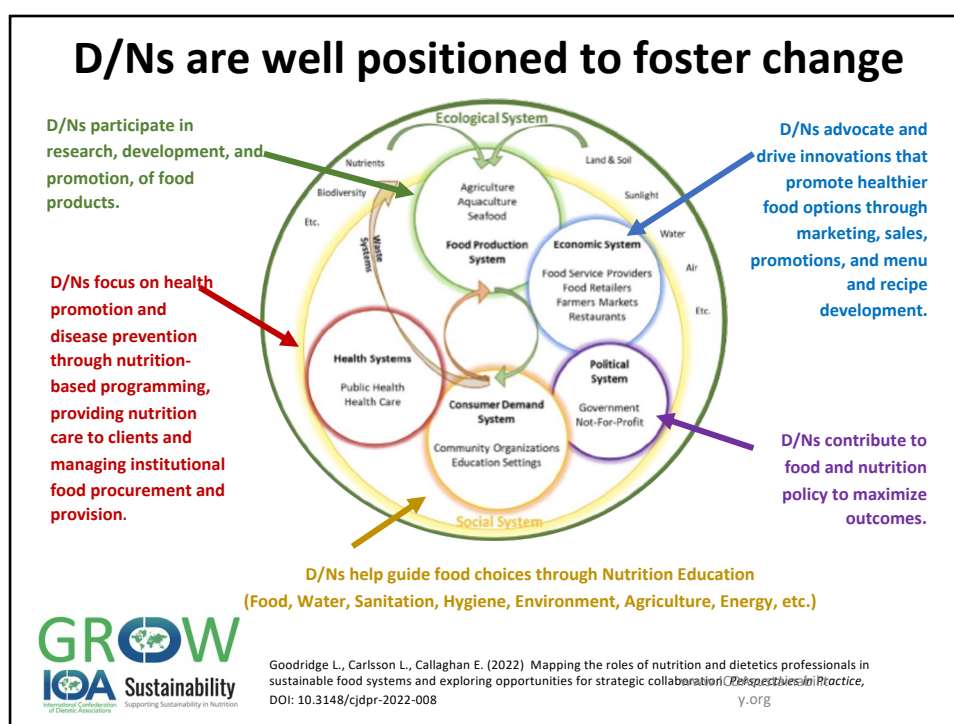 D/Ns are well positioned to foster change
D/Ns participate in
research, development, and
promotion, of food
products.
Ecological System
Nutrients
Biodiversity
Etc.
Land & Soil
Sunlight
Water
Air
Etc.
Waste
Systems
Agriculture
Aquaculture
Seafood
Food Production
System
Economic System
Food Service Providers
Food Retailers
Farmers Markets
Restaurants
D/Ns advocate and
drive innovations that
promote healthier
food options through
marketing, sales,
promotions, and menu
and recipe
development.
D/Ns focus on health
promotion and
disease prevention
through nutrition-
based programming,
providing nutrition
care to clients and
managing institutional
food procurement and
provision.
Health Systems
Public Health
Health Care
Consumer Demand
System
Community Organizations
Education Settings
Political
System
Government
Not-For-Profit
Social System
D/Ns contribute to
food and nutrition
policy to maximize
outcomes.
D/Ns help guide food choices through Nutrition Education
(Food, Water, Sanitation, Hygiene, Environment, Agriculture, Energy, etc.)
GROW
ICDA Sustainability
International Confederation
of Dietetic Associations
Supporting Sustainability in Nutrition
Goodridge L., Carlsson L., Callaghan E. (2022) Mapping the roles of nutrition and dietetics professionals in
sustainable food systems and exploring opportunities for strategic collaboration. Perspectives in Practice,
DOI: 10.3148/cjdpr-2022-008
y.org